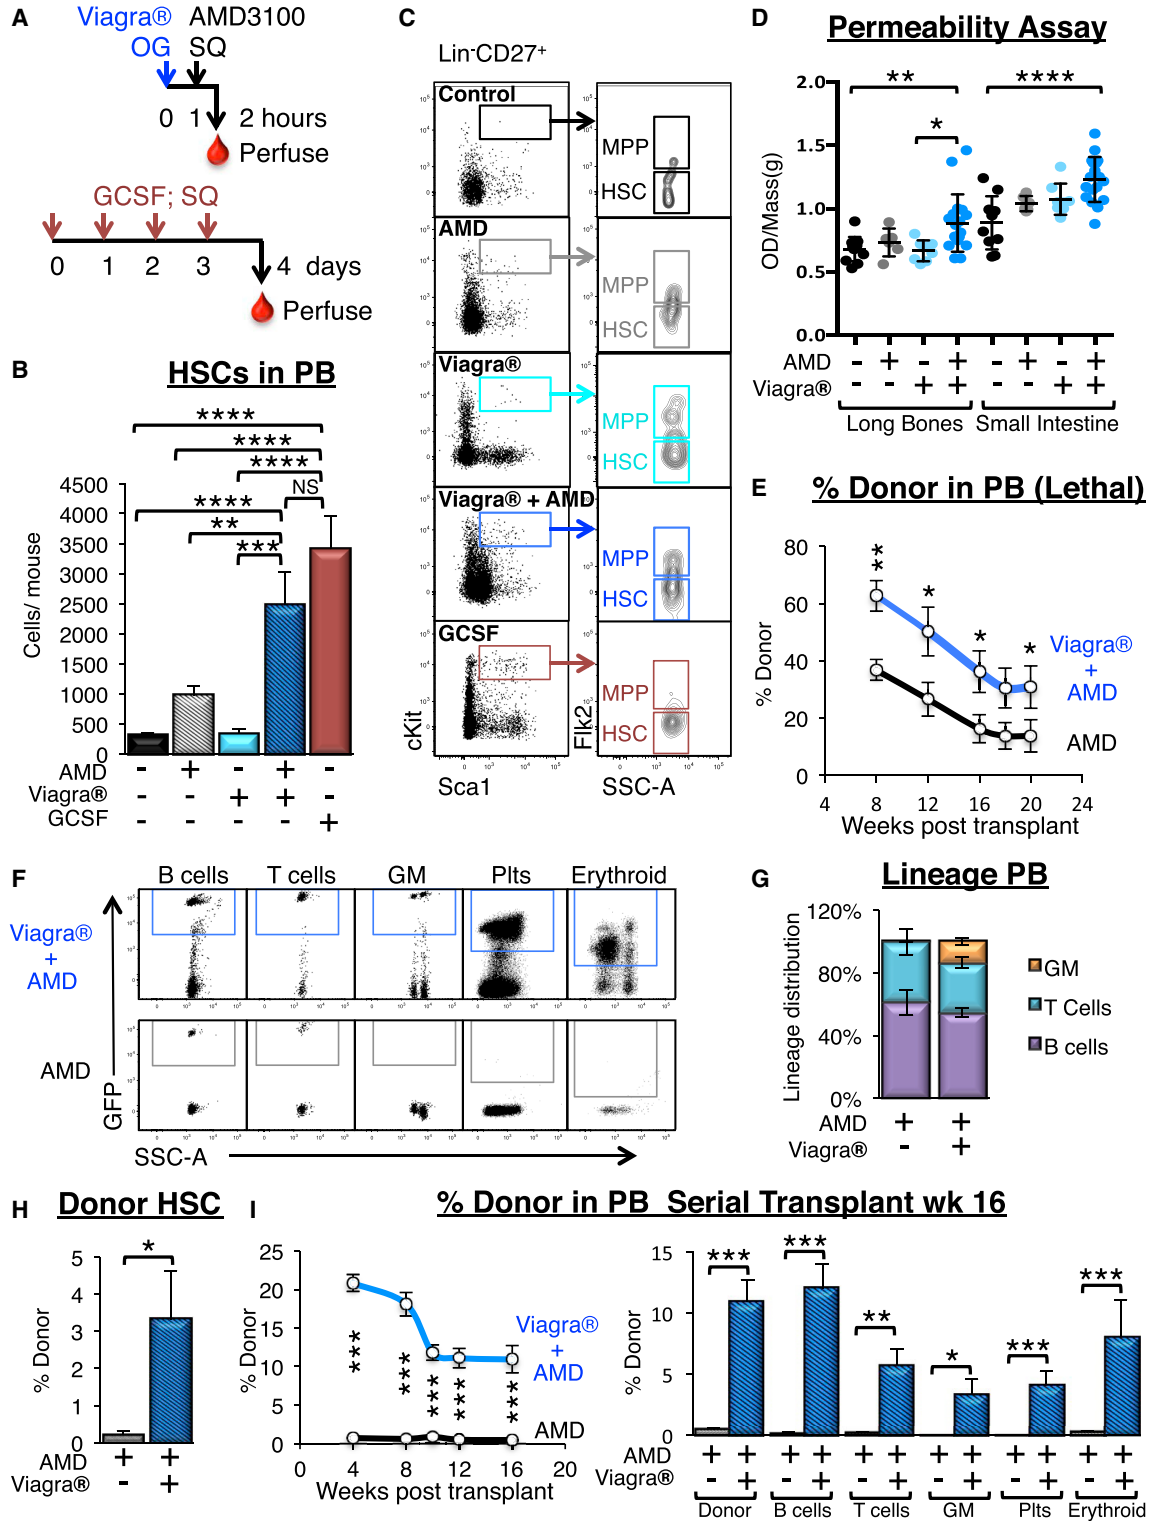 A
Viagra® AMD3100
OG SQ
0 1 2 hours
Perfuse
GCSF; SQ
0 1 2 3 4 days
Perfuse
B
HSCs in PB
****
****
****
NS
****
**
***
Cells/ mouse
4500
4000
3500
3000
2500
2000
1500
1000
500
0
AMD - + - + -
Viagra® - - + + -
GCSF - - - - +
C
Lin-CD27+
Control
MPP
HSC
AMD
MPP
HSC
Viagra®
MPP
HSC
Viagra® + AMD
MPP
HSC
GCSF
MPP
HSC
cKit
Flk2
Sca1
SSC-A
D
Permeability Assay
** ****
*
OD/Mass(g)
2.0
1.5
1.0
0.5
0.0
AMD - + - + - + - +
Viagra® - - + + - - + +
Long Bones Small Intestine
E
% Donor in PB (Lethal)
% Donor
80
60
40
20
0
**
*
*
*
Viagra®
+
AMD
AMD
4 8 12 16 20 24
Weeks post transplant
F
B cells T cells GM Plts Erythroid
Viagra®
+
AMD
AMD
GFP
SSC-A
G
Lineage PB
Lineage distribution
120%
80%
40%
0%
GM
T Cells
B cells
AMD + +
Viagra® - +
H
Donor HSC
*
% Donor
5
4
3
2
1
0
AMD + +
Viagra® - +
I
% Donor in PB Serial Transplant wk 16
% Donor
25
20
15
10
5
0
***
***
***
***
***
Viagra®
+
AMD
AMD
0 4 8 12 16 20
Weeks post transplant
% Donor
15
10
5
0
***
***
**
*
***
***
AMD + + + + + + + + + + + +
Viagra® - + - + - + - + - + - +
Donor B cells T cells GM Plts Erythroid